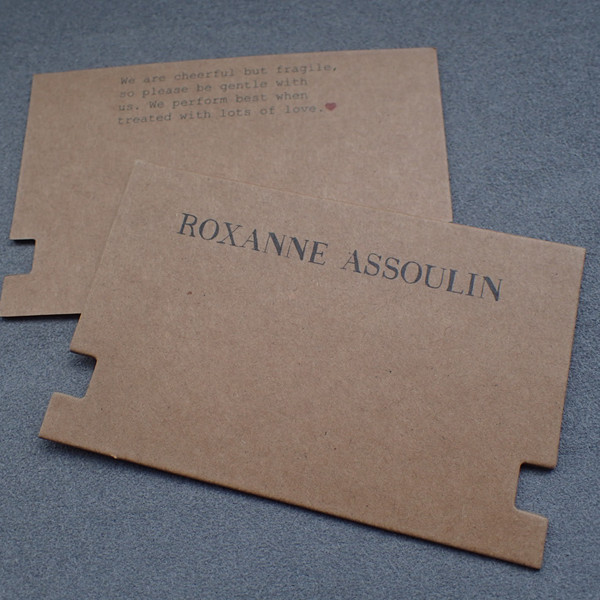 We are cheerful but fragile,
so please be gentle with
us. We perform best when
treated with lots of love.❤
ROXANNE ASSOULIN